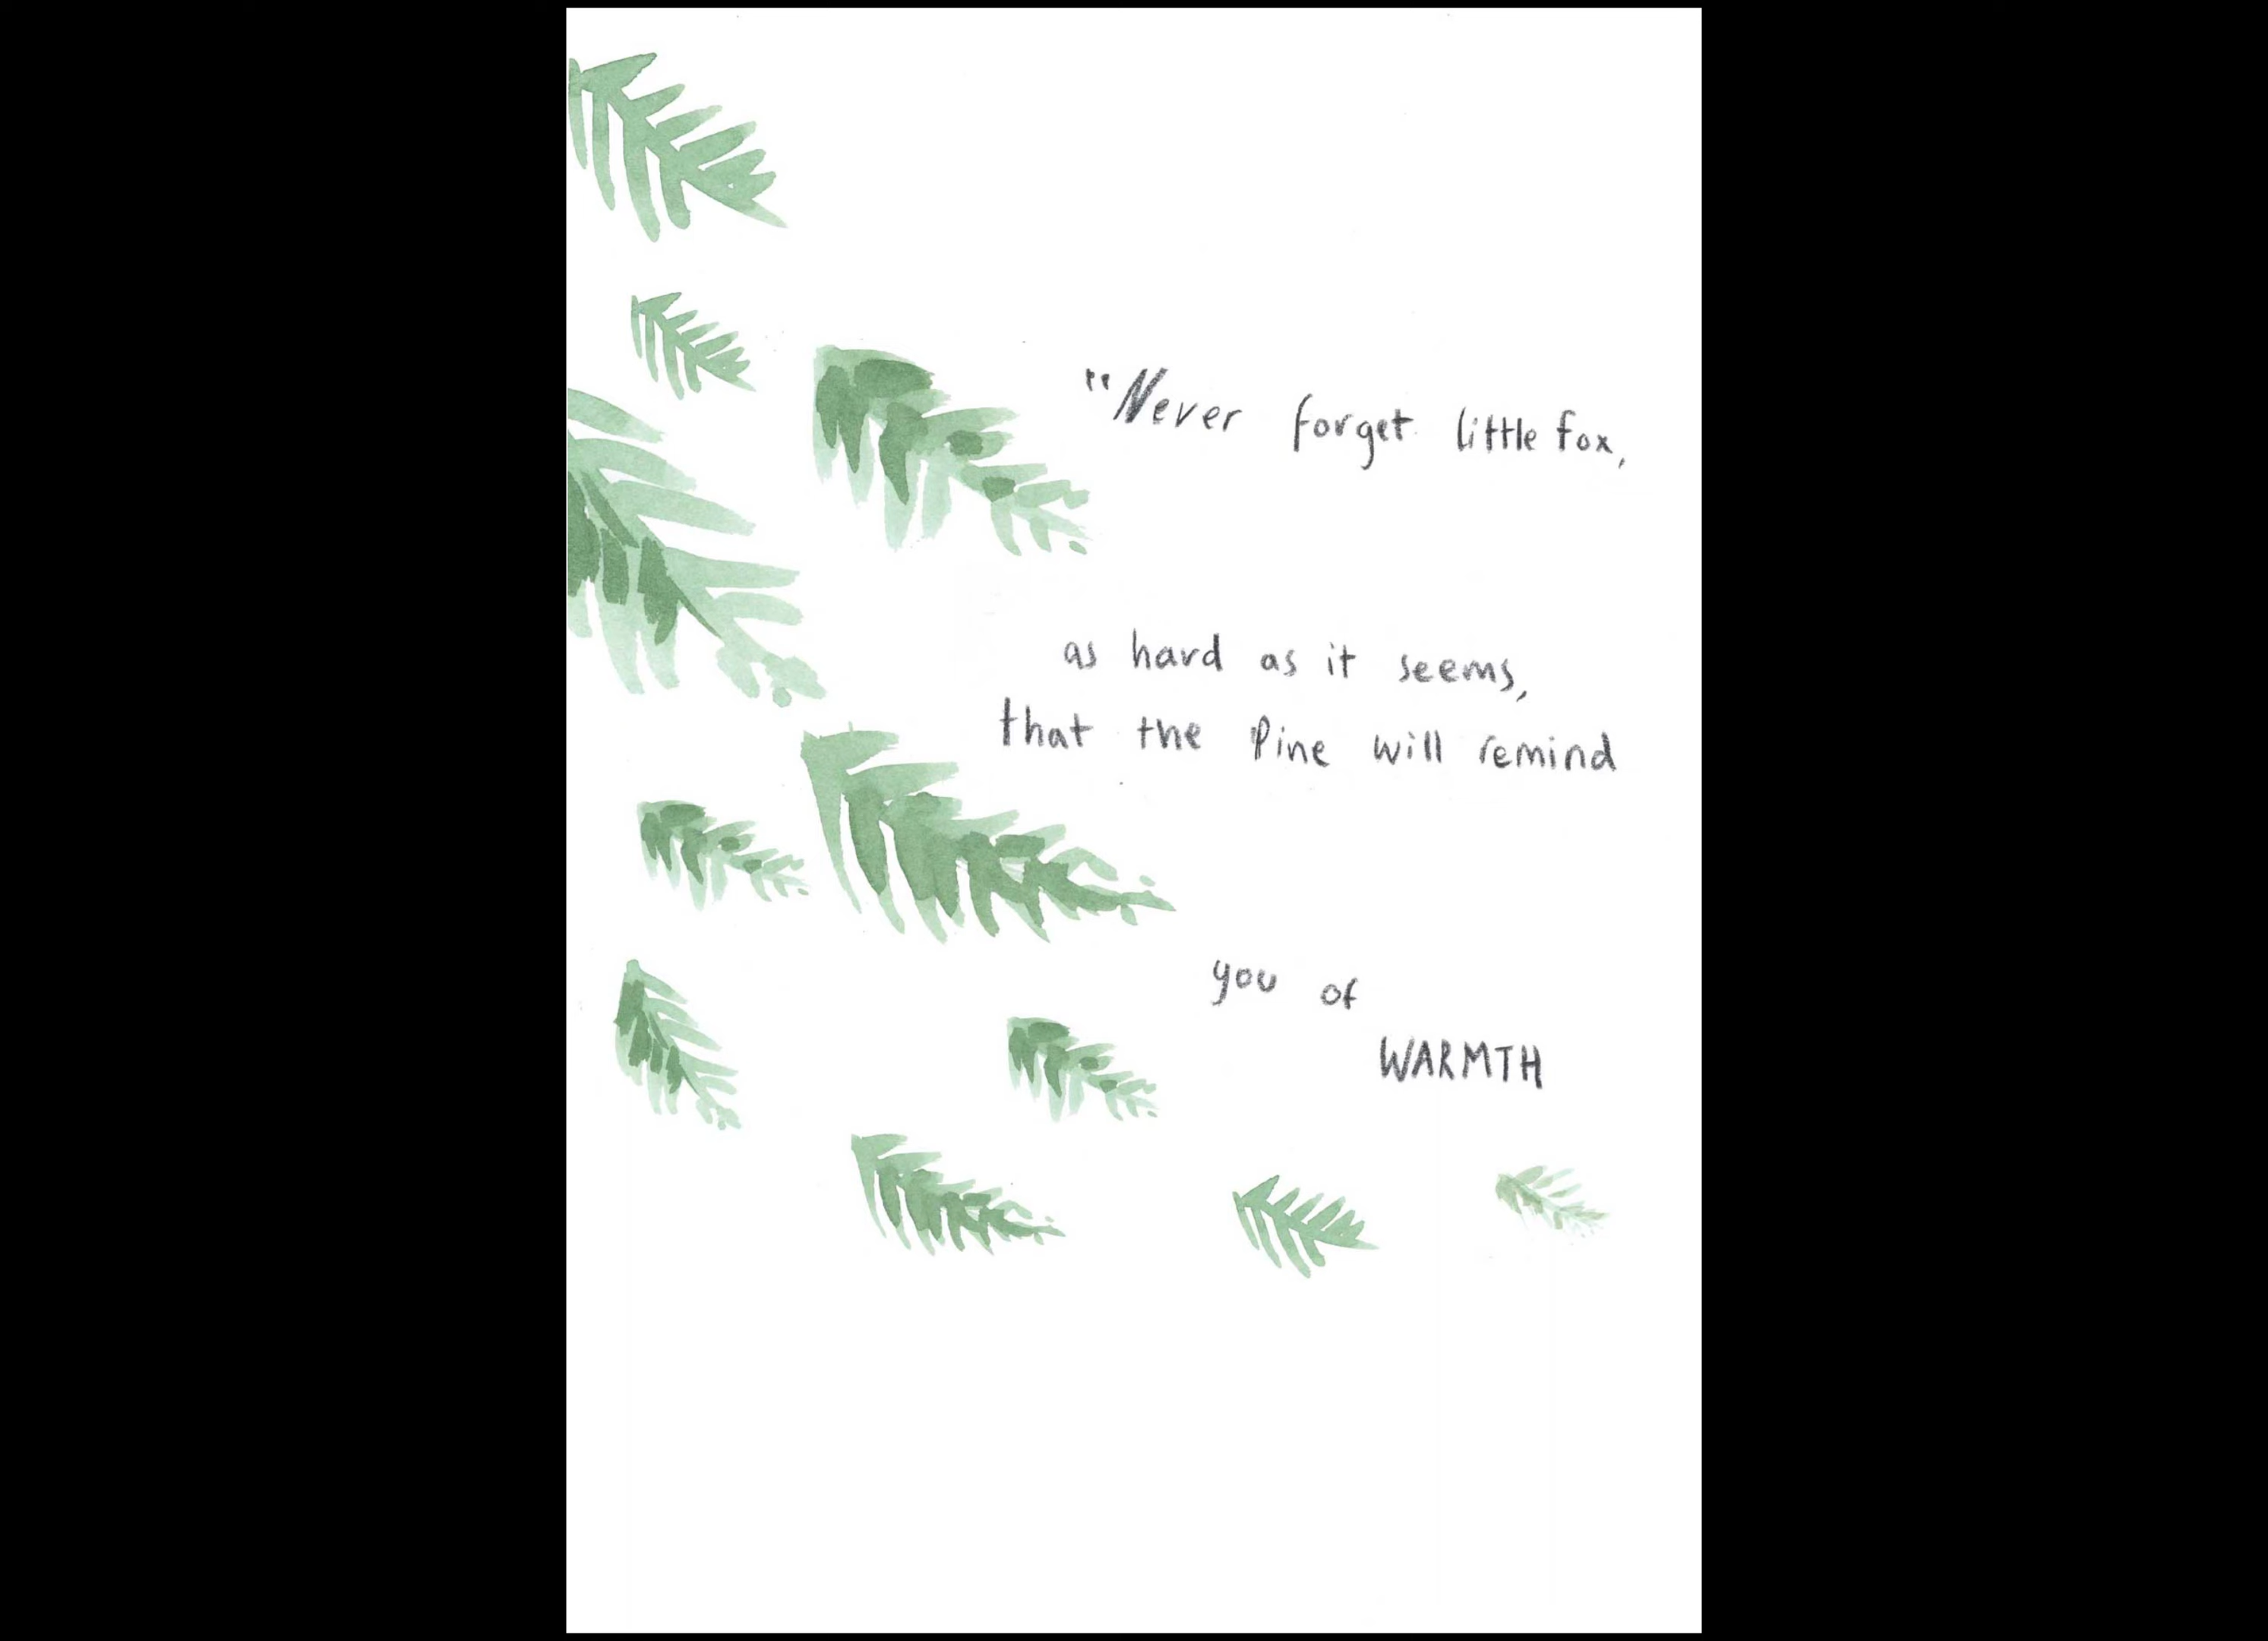 "Never forget little fox,
as hard as it seems,
that the Pine will remind
you of
WARMTH